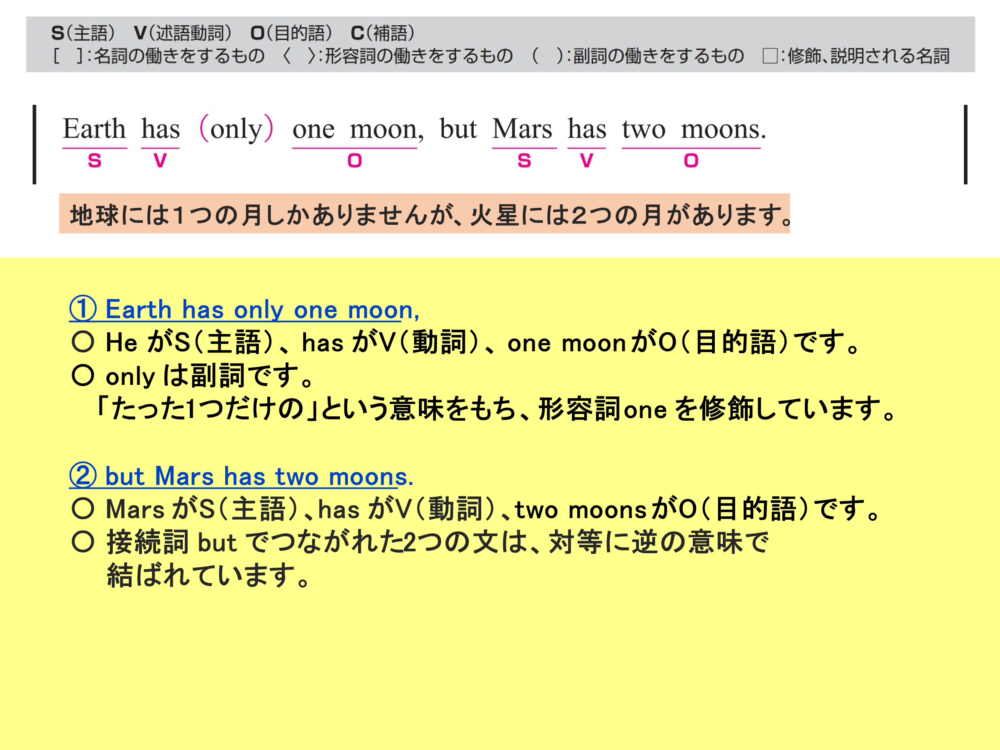 S（主語）　V（述語動詞）　O（目的語）　C（補語）
［　］：名詞の働きをするもの　〈　〉：形容詞の働きをするもの　（　）：副詞の働きをするもの　□：修飾、説明される名詞
Earth has （only） one moon, but Mars has two moons.
S V O S V O
地球には１つの月しかありませんが、火星には２つの月があります。
① Earth has only one moon,
○ He がS（主語）、has がV（動詞）、one moonがO（目的語）です。
○ only は副詞です。
「たった1つだけの」という意味をもち、形容詞one を修飾しています。
② but Mars has two moons.
○ Mars がS（主語）、has がV（動詞）、two moonsがO（目的語）です。
○ 接続詞 but でつながれた2つの文は、対等に逆の意味で
結ばれています。